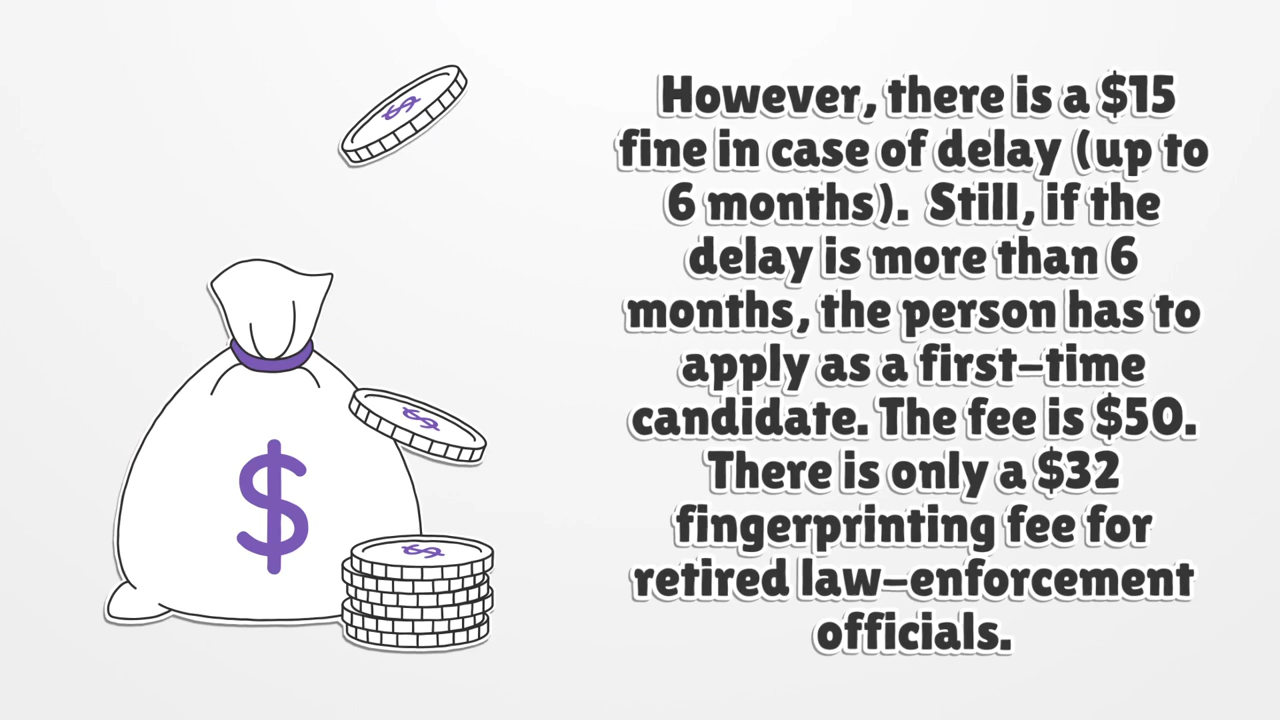 However, there is a $15
fine in case of delay (up to
6 months).  Still, if the
delay is more than 6
months, the person has to
apply as a first-time
candidate. The fee is $50.
There is only a $32
fingerprinting fee for
retired law-enforcement
officials.
$
$
$
$